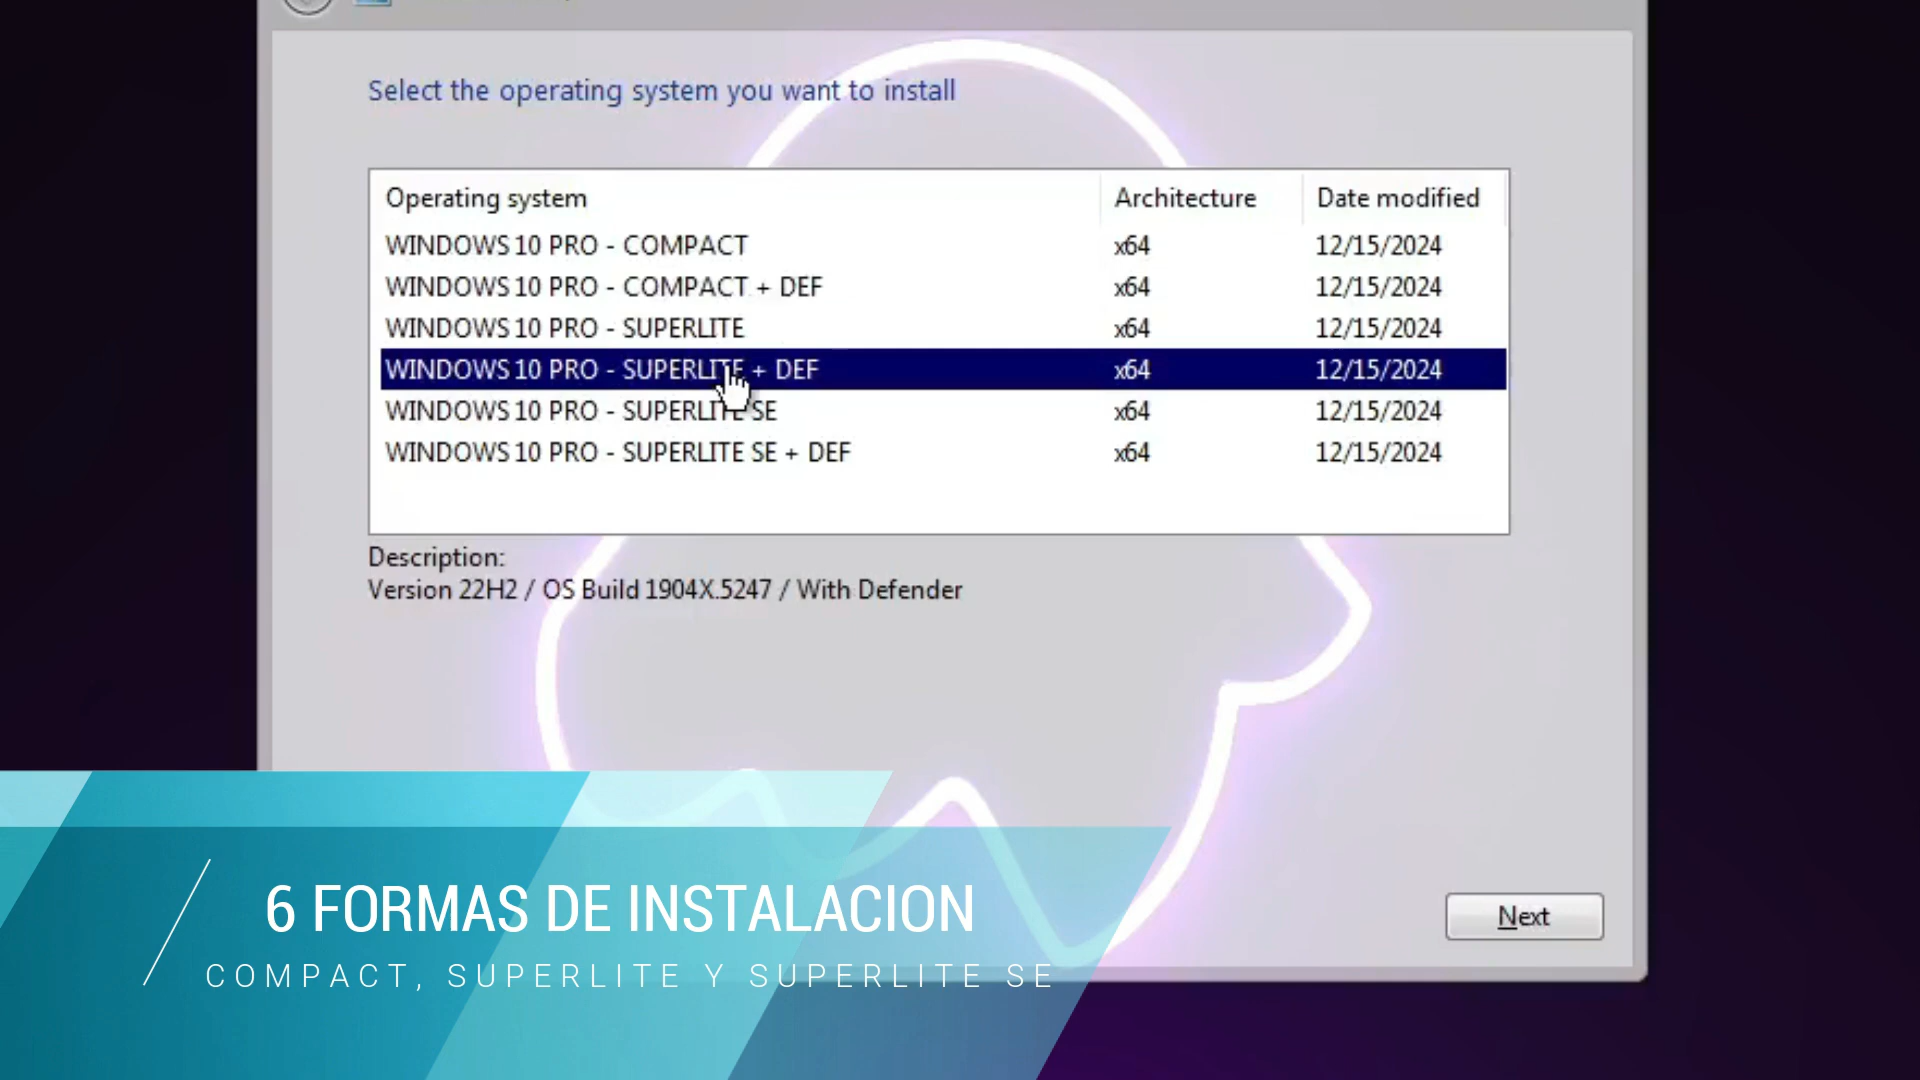 Select the operating system you want to install
Operating system Architecture Date modified
WINDOWS 10 PRO - COMPACT x64 12/15/2024
WINDOWS 10 PRO - COMPACT + DEF x64 12/15/2024
WINDOWS 10 PRO - SUPERLITE x64 12/15/2024
WINDOWS 10 PRO - SUPERLITE + DEF x64 12/15/2024
WINDOWS 10 PRO - SUPERLITE SE x64 12/15/2024
WINDOWS 10 PRO - SUPERLITE SE + DEF x64 12/15/2024
Description:
Version 22H2 / OS Build 1904X.5247 / With Defender
Next
6 FORMAS DE INSTALACION
COMPACT, SUPERLITE Y SUPERLITE SE